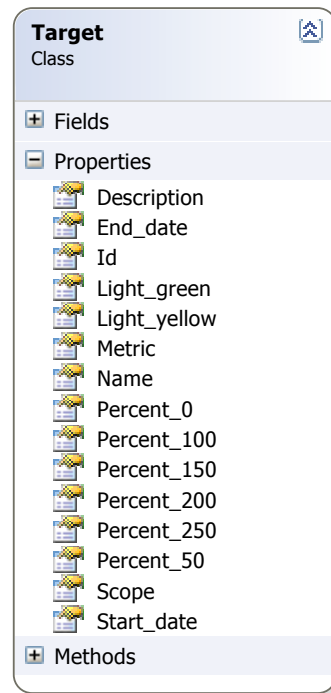 Target
Class
Fields
Properties
Description
End_date
Id
Light_green
Light_yellow
Metric
Name
Percent_0
Percent_100
Percent_150
Percent_200
Percent_250
Percent_50
Scope
Start_date
Methods